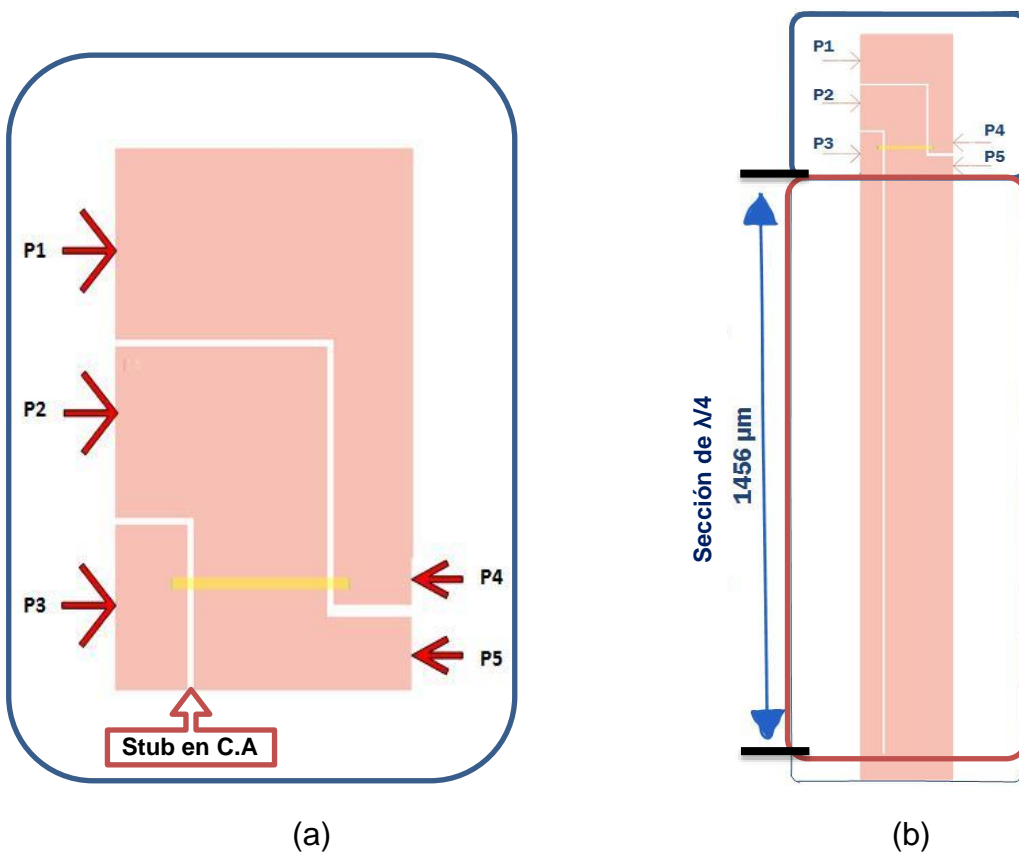 P1
P2
P3
P4
P5
Stub en C.A
(a)
P1
P2
P3
P4
P5
Sección de λ/4
1456 μm
(b)